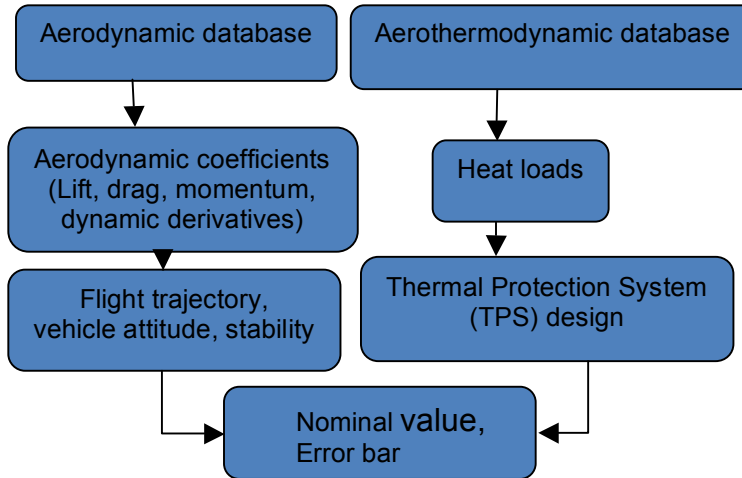 Aerodynamic database
Aerothermodynamic database
Aerodynamic coefficients
(Lift, drag, momentum,
dynamic derivatives)
Heat loads
Flight trajectory,
vehicle attitude, stability
Thermal Protection System
(TPS) design
Nominal value,
Error bar